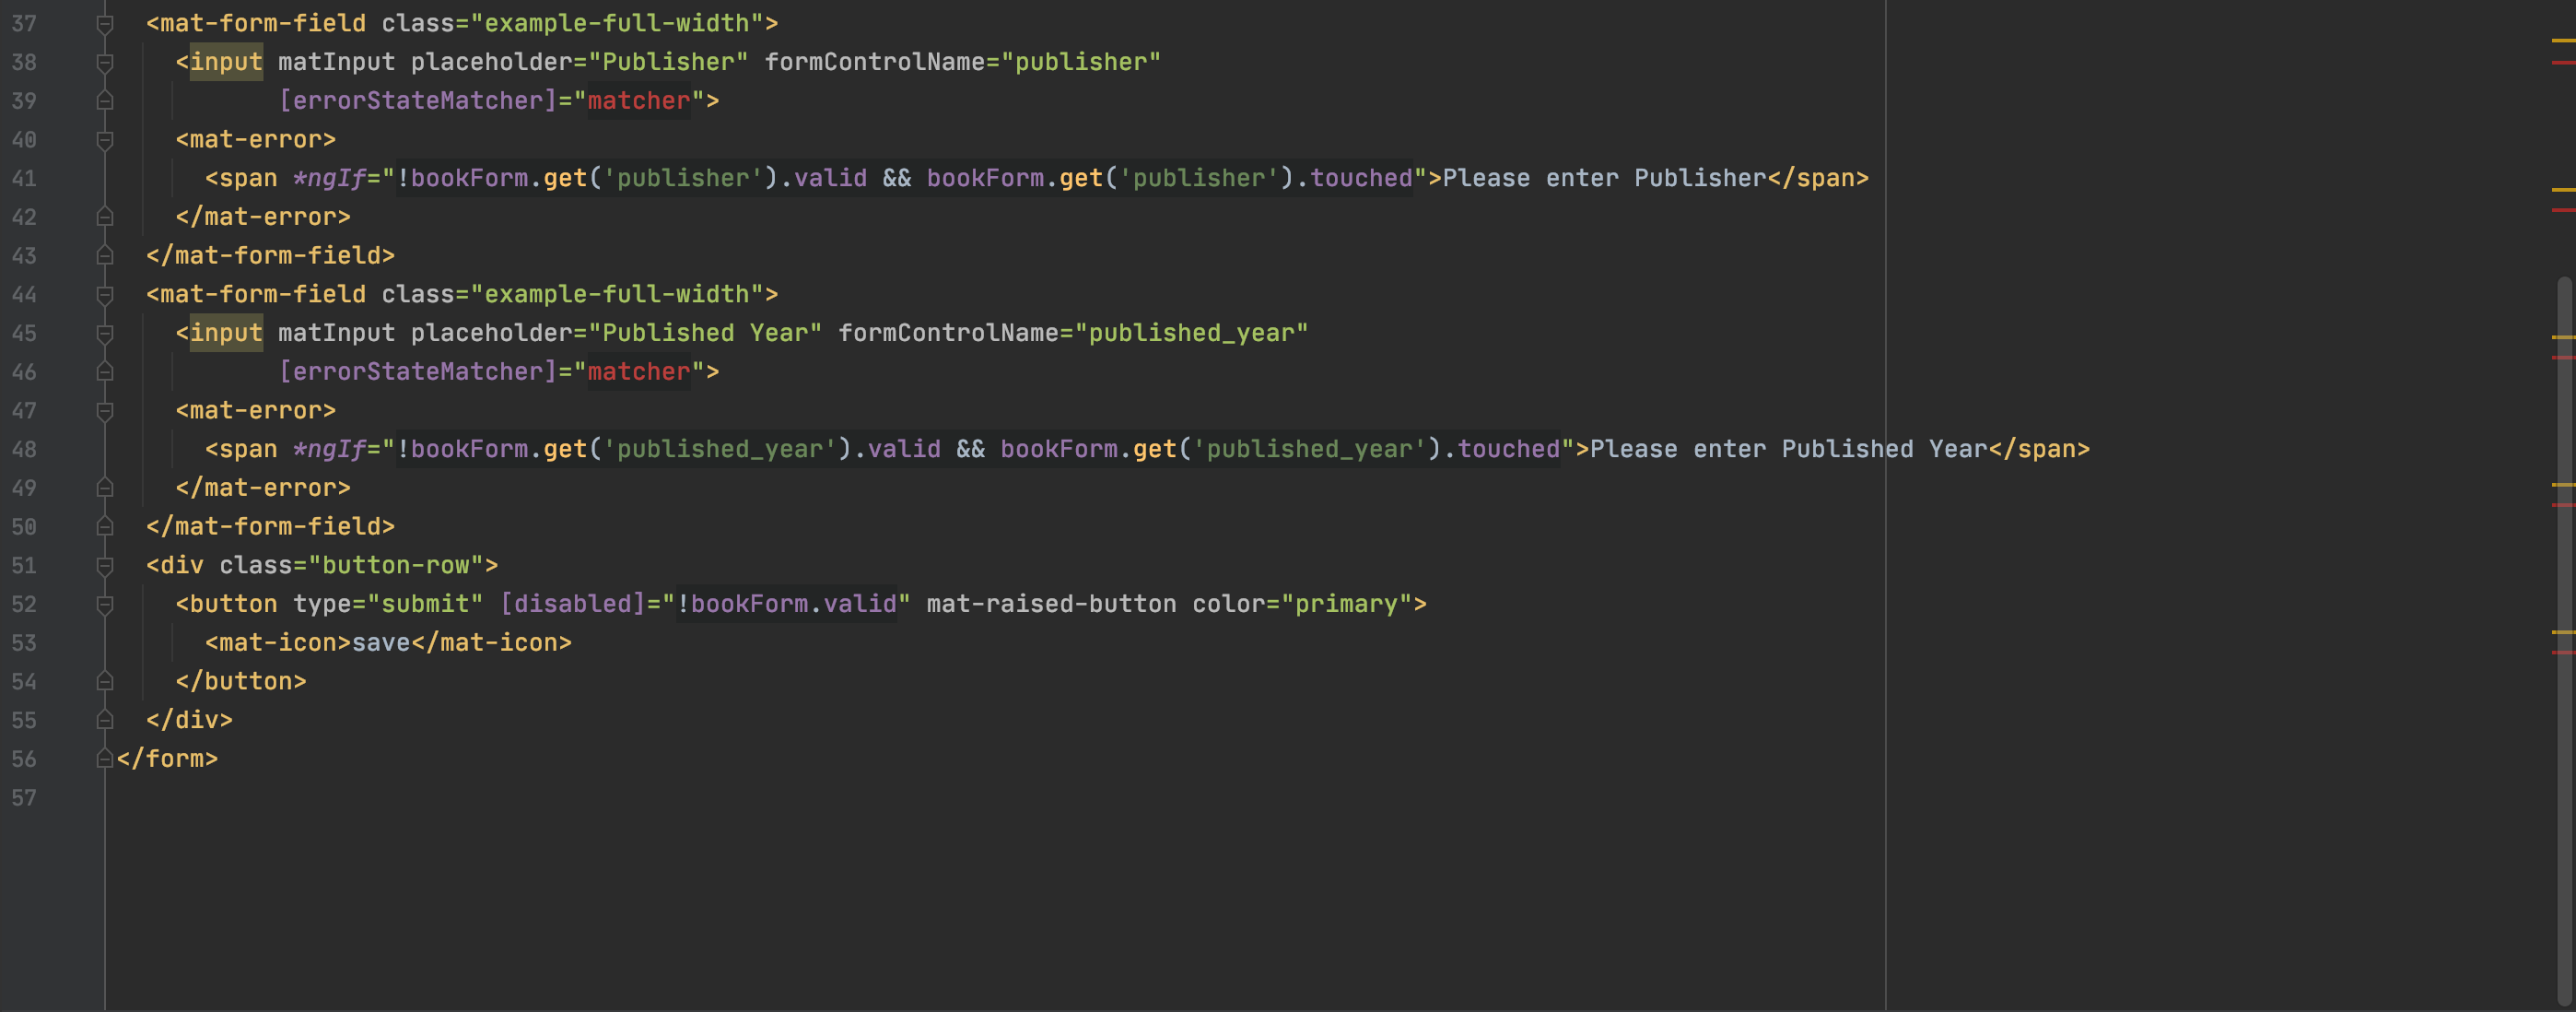 37 <mat-form-field class="example-full-width">
38 <input matInput placeholder="Publisher" formControlName="publisher"
39 [errorStateMatcher]="matcher">
40 <mat-error>
41 <span *ngIf="!bookForm.get('publisher').valid && bookForm.get('publisher').touched">Please enter Publisher</span>
42 </mat-error>
43 </mat-form-field>
44 <mat-form-field class="example-full-width">
45 <input matInput placeholder="Published Year" formControlName="published_year"
46 [errorStateMatcher]="matcher">
47 <mat-error>
48 <span *ngIf="!bookForm.get('published_year').valid && bookForm.get('published_year').touched">Please enter Published Year</span>
49 </mat-error>
50 </mat-form-field>
51 <div class="button-row">
52 <button type="submit" [disabled]="!bookForm.valid" mat-raised-button color="primary">
53 <mat-icon>save</mat-icon>
54 </button>
55 </div>
56 </form>
57